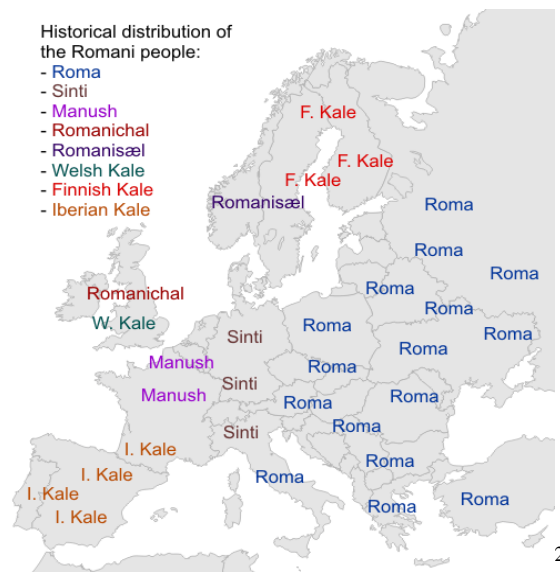 Historical distribution of
the Romani people:
- Roma
- Sinti
- Manush
- Romanichal
- Romanisæl
- Welsh Kale
- Finnish Kale
- Iberian Kale
F. Kale
F. Kale
F. Kale
Romanisæl
Roma
Roma
Roma
Roma
Romanichal
Roma
W. Kale
Roma
Sinti
Roma
Roma
Manush
Roma
Sinti
Manush
Roma
Roma
Roma
Sinti
I. Kale
Roma
I. Kale
Roma
I. Kale
Roma
Roma
I. Kale
2